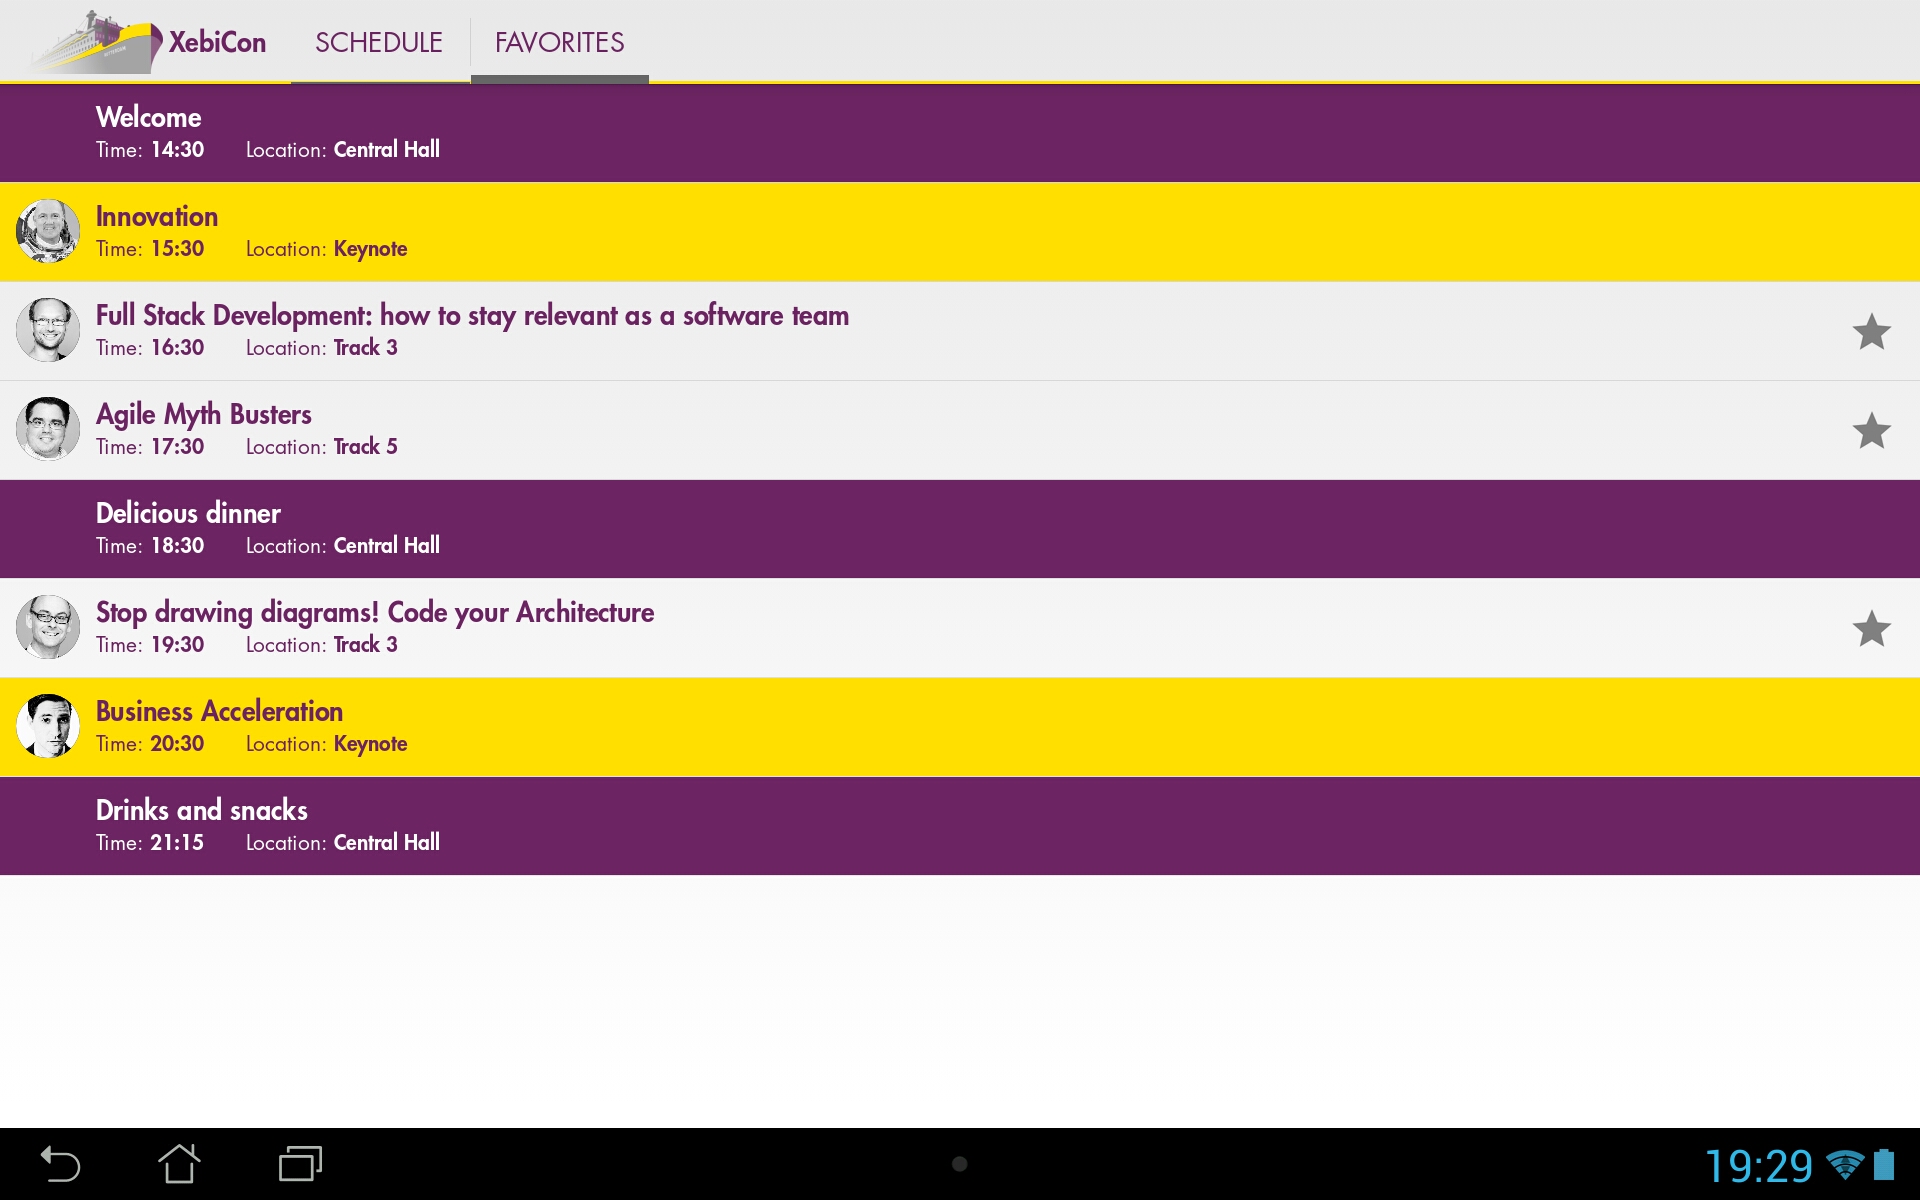 XebiCon SCHEDULE FAVORITES
Welcome
Time: 14:30 Location: Central Hall
Innovation
Time: 15:30 Location: Keynote
Full Stack Development: how to stay relevant as a software team
Time: 16:30 Location: Track 3
Agile Myth Busters
Time: 17:30 Location: Track 5
Delicious dinner
Time: 18:30 Location: Central Hall
Stop drawing diagrams! Code your Architecture
Time: 19:30 Location: Track 3
Business Acceleration
Time: 20:30 Location: Keynote
Drinks and snacks
Time: 21:15 Location: Central Hall
19:29